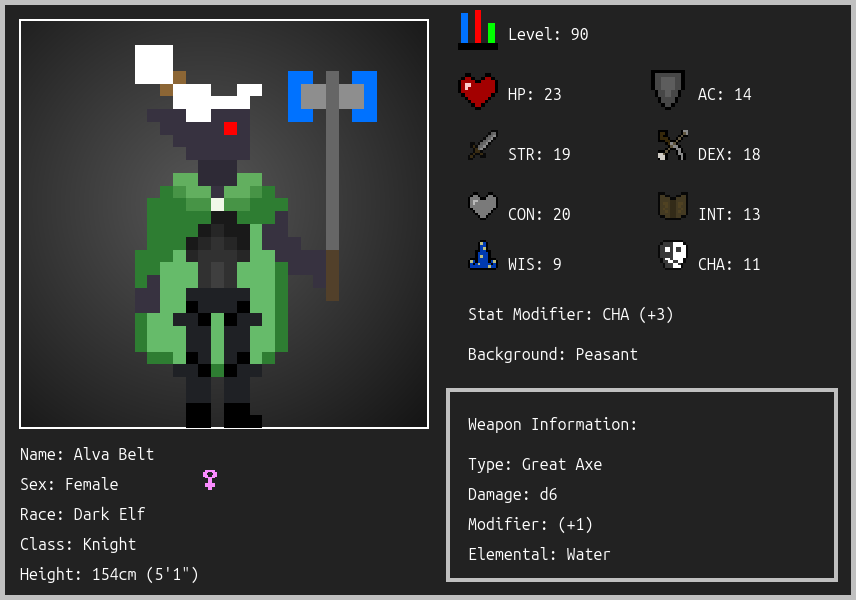 Level: 90
HP: 23
AC: 14
STR: 19
DEX: 18
CON: 20
INT: 13
WIS: 9
CHA: 11
Stat Modifier: CHA (+3)
Background: Peasant
Weapon Information:
Type: Great Axe
Damage: d6
Modifier: (+1)
Elemental: Water
Name: Alva Belt
Sex: Female
Race: Dark Elf
Class: Knight
Height: 154cm (5'1")